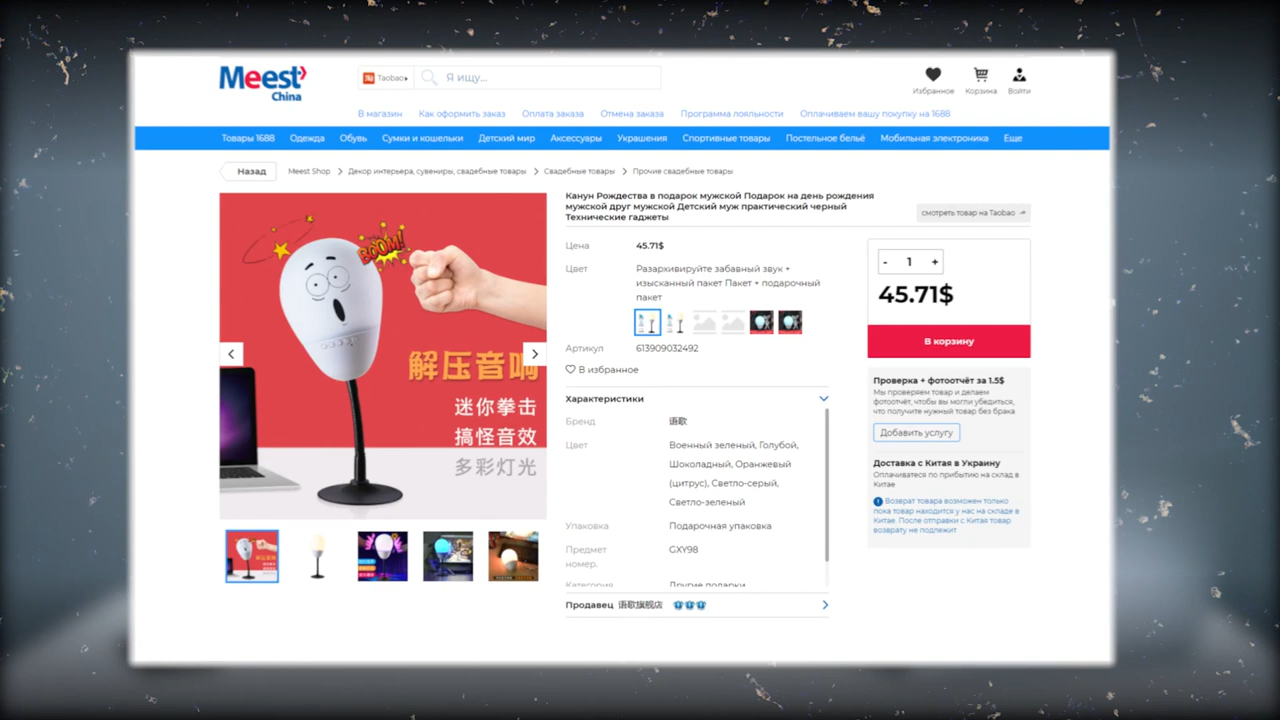 Meest
China
Taobao
Я ищу...
Избранное
Корзина
Войти
В магазин
Как оформить заказ
Оплата заказа
Отмена заказа
Программа лояльности
Оплачиваем вашу покупку на 1688
Товары 1688
Одежда
Обувь
Сумки и кошельки
Детский мир
Аксессуары
Украшения
Спортивные товары
Постельное бельё
Мобильная электроника
Еще
Назад
Meest Shop
Декор интерьера, сувениры, свадебные товары
Свадебные товары
Прочие свадебные товары
BOOM!
解压音响
迷你拳击
搞怪音效
多彩灯光
Канун Рождества в подарок мужской Подарок на день рождения
мужской друг мужской Детский муж практический черный
Технические гаджеты
смотреть товар на Taobao
Цена
45.71$
Цвет
Разархивируйте забавный звук +
изысканный пакет Пакет + подарочный
пакет
Артикул
613909032492
В избранное
Характеристики
Бренд
语歌
Цвет
Военный зеленый, Голубой,
Шоколадный, Оранжевый
(цитрус), Светло-серый,
Светло-зеленый
Упаковка
Подарочная упаковка
Предмет
номер.
GXY98
Категория
Другие подарки
Продавец
语歌旗舰店
- 1 +
45.71$
В корзину
Проверка + фотоотчёт за 1.5$
Мы проверяем товар и делаем
фотоотчёт, чтобы вы могли убедиться,
что получите нужный товар без брака
Добавить услугу
Доставка с Китая в Украину
Оплачиватеся по прибытию на склад в
Китае
Возврат товара возможен только
пока товар находится у нас на складе в
Китае. После отправки с Китая товар
возврату не подлежит